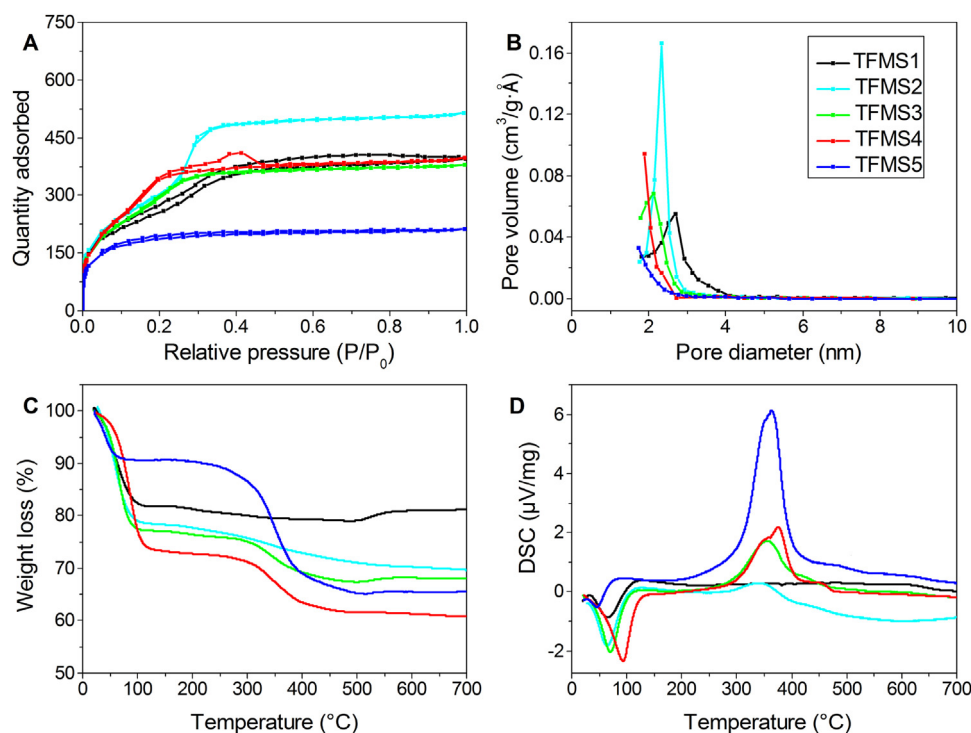 A
Quantity adsorbed
750
600
450
300
150
0
0.0 0.2 0.4 0.6 0.8 1.0
Relative pressure (P/P₀)
B
Pore volume (cm³/g·Å)
0.16
0.12
0.08
0.04
0.00
0 2 4 6 8 10
Pore diameter (nm)
TFMS1
TFMS2
TFMS3
TFMS4
TFMS5
C
Weight loss (%)
100
90
80
70
60
50
0 100 200 300 400 500 600 700
Temperature (°C)
D
DSC (µV/mg)
6
4
2
0
-2
0 100 200 300 400 500 600 700
Temperature (°C)